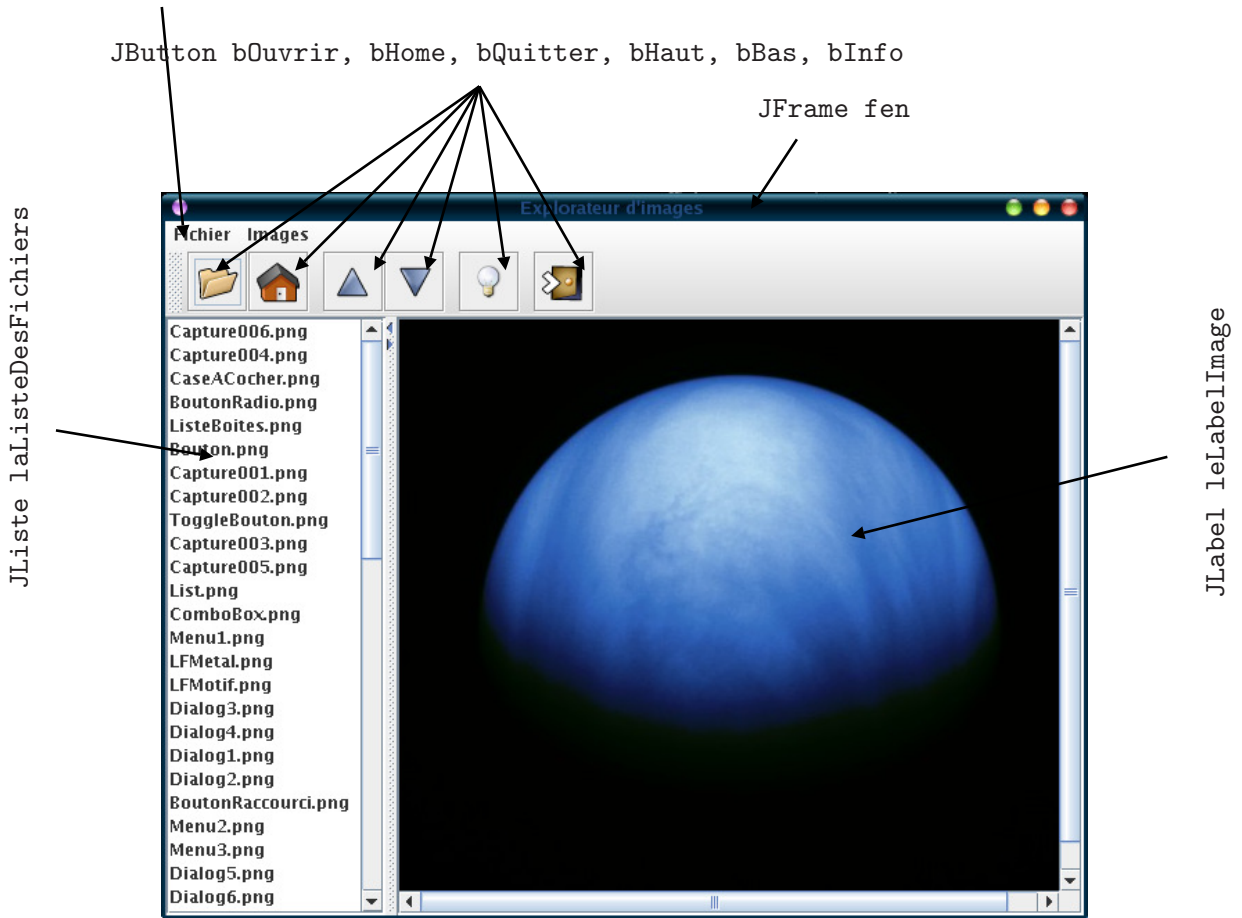 JButton bOuvrir, bHome, bQuitter, bHaut, bBas, bInfo
JFrame fen
Explorateur d'images
Fichier Images
JListe laListeDesFichiers
Capture006.png
Capture004.png
CaseACocher.png
BoutonRadio.png
ListeBoites.png
Bouton.png
Capture001.png
Capture002.png
ToggleBouton.png
Capture003.png
Capture005.png
List.png
ComboBox.png
Menu1.png
LFMetal.png
LFMotif.png
Dialog3.png
Dialog4.png
Dialog1.png
Dialog2.png
BoutonRaccourci.png
Menu2.png
Menu3.png
Dialog5.png
Dialog6.png
JLabel leLabelImage